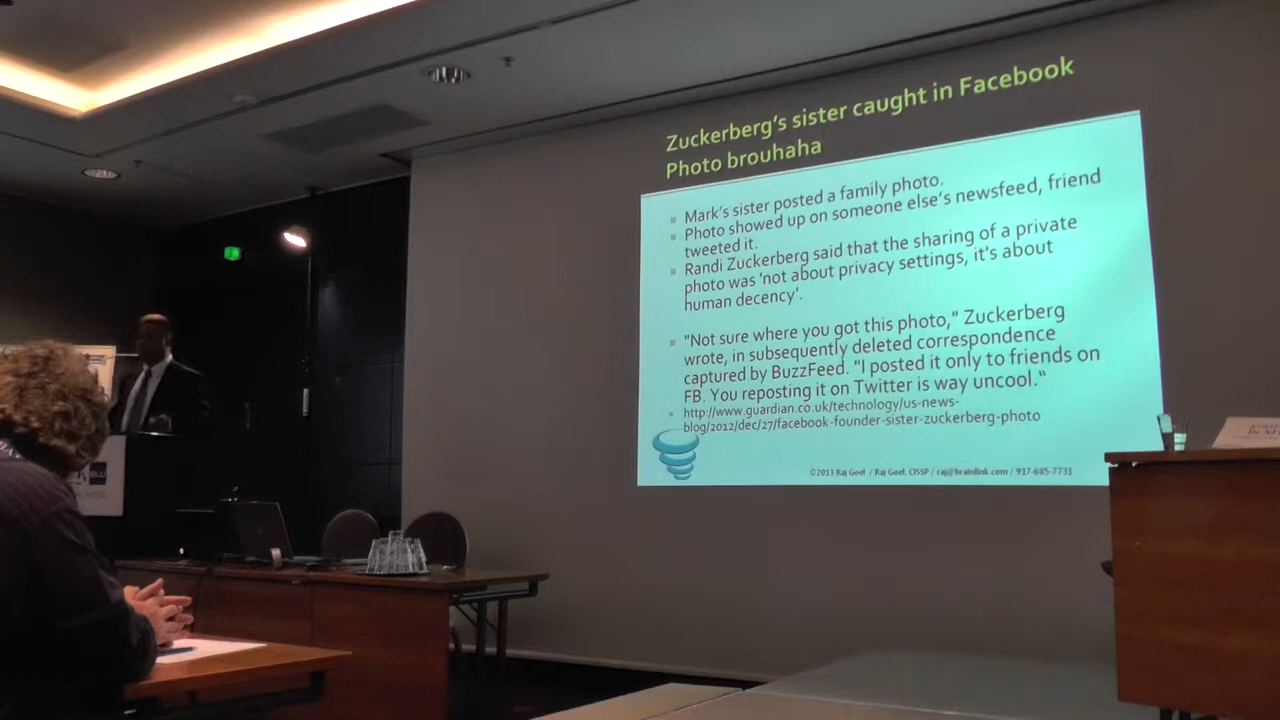 Zuckerberg's sister caught in Facebook
Photo brouhaha
Mark's sister posted a family photo.
Photo showed up on someone else's newsfeed, friend
tweeted it.
Randi Zuckerberg said that the sharing of a private
photo was 'not about privacy settings, it's about
human decency'.
"Not sure where you got this photo," Zuckerberg
wrote, in subsequently deleted correspondence
captured by BuzzFeed. "I posted it only to friends on
FB. You reposting it on Twitter is way uncool."
http://www.guardian.co.uk/technology/us-news-
blog/2012/dec/27/facebook-founder-sister-zuckerberg-photo
©2013 Raj Goel / Raj Goel, CISSP / raj@brainlink.com / 917-685-7731
BLU